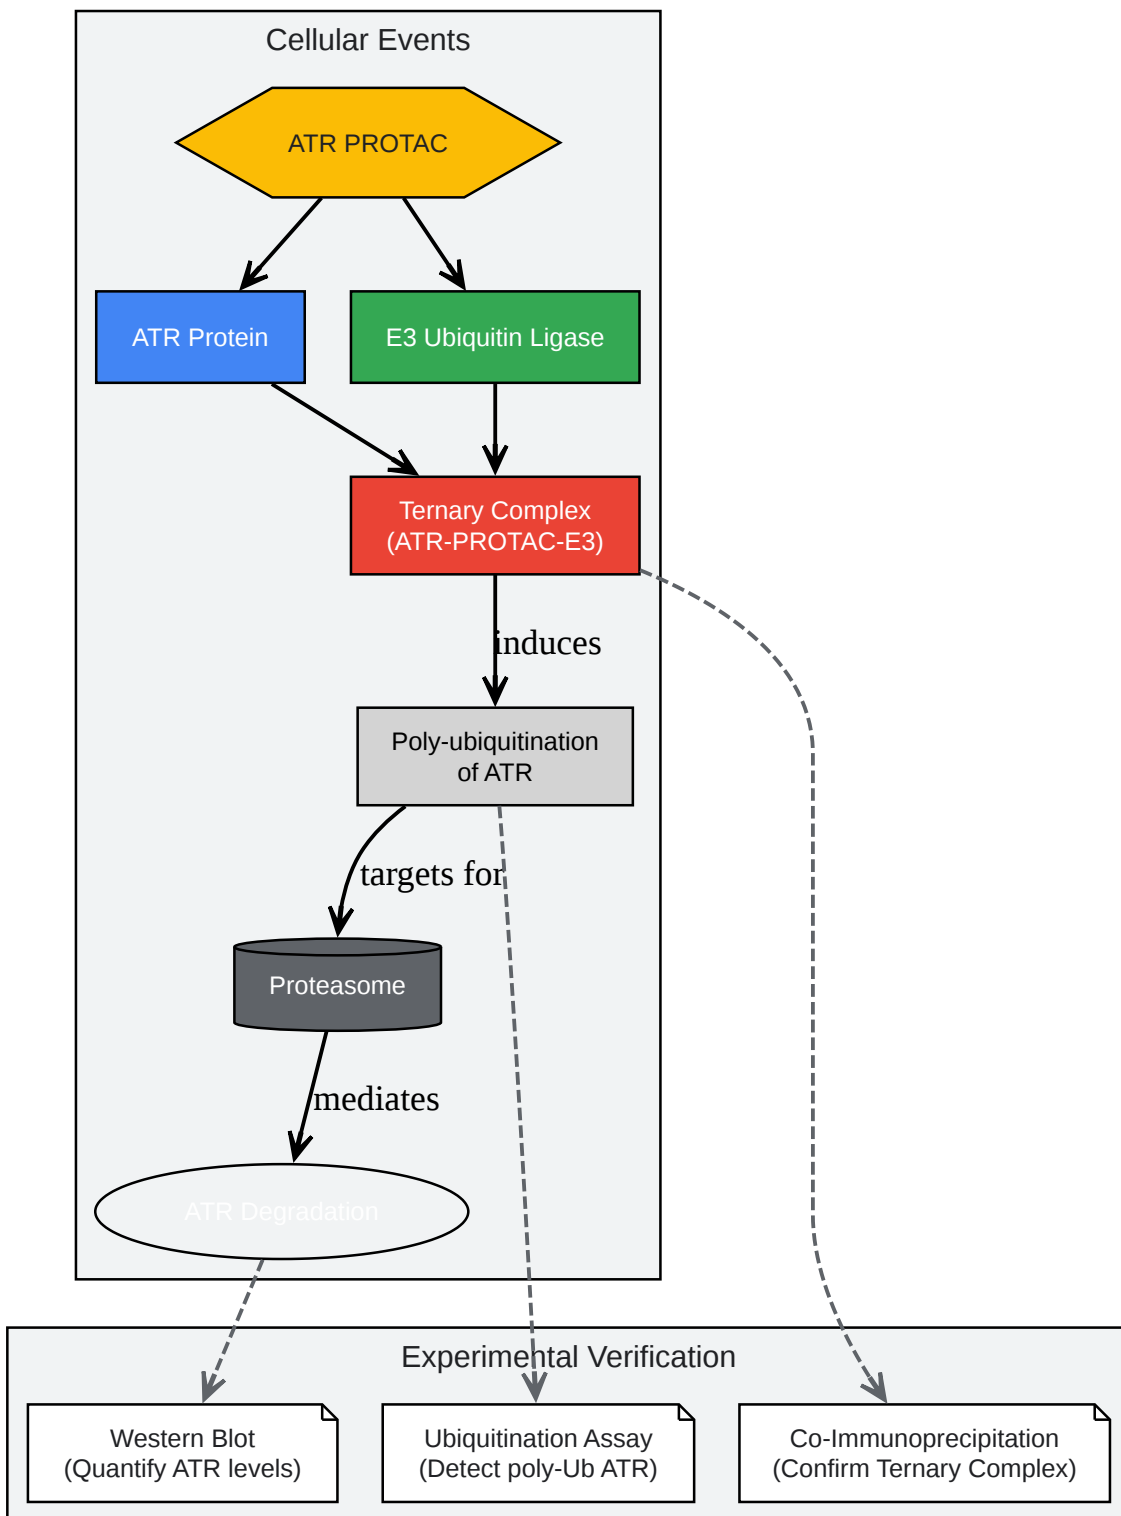 Cellular Events
ATR PROTAC
ATR Protein
E3 Ubiquitin Ligase
Ternary Complex
(ATR-PROTAC-E3)
induces
Poly-ubiquitination
of ATR
targets for
Proteasome
mediates
ATR Degradation
Experimental Verification
Western Blot
(Quantify ATR levels)
Ubiquitination Assay
(Detect poly-Ub ATR)
Co-Immunoprecipitation
(Confirm Ternary Complex)